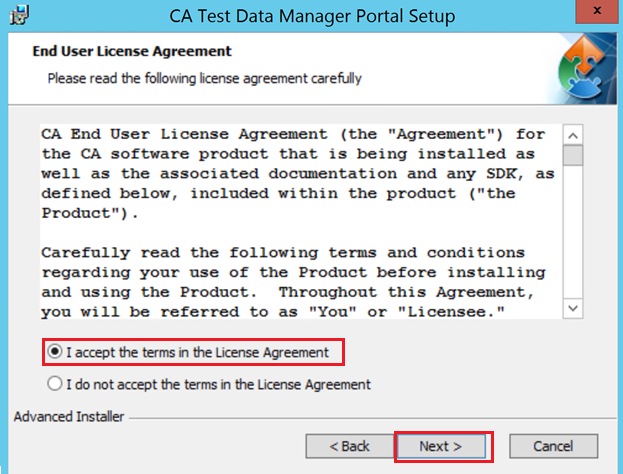 CA Test Data Manager Portal Setup
x
End User License Agreement
Please read the following license agreement carefully
CA End User License Agreement (the "Agreement") for
the CA software product that is being installed as
well as the associated documentation and any SDK, as
defined below, included within the product ("the
Product").
Carefully read the following terms and conditions
regarding your use of the Product before installing
and using the Product.  Throughout this Agreement,
you will be referred to as "You" or "Licensee."
I accept the terms in the License Agreement
I do not accept the terms in the License Agreement
Advanced Installer
< Back
Next >
Cancel